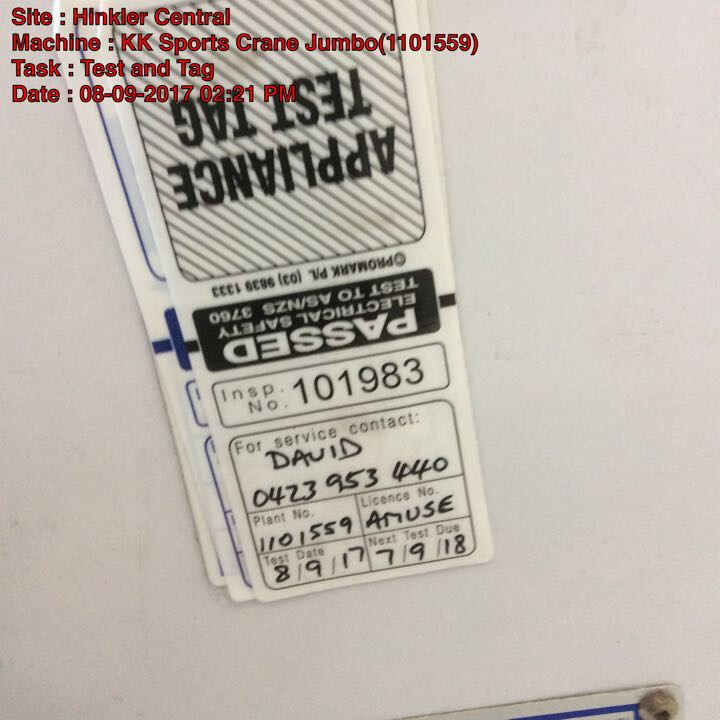 Site : Hinkler Central
Machine : KK Sports Crane Jumbo(1101559)
Task : Test and Tag
Date : 08-09-2017 02:21 PM
APPLIANCE
TEST TAG
©PROMARK P/L (03) 9839 1333
PASSED
ELECTRICAL SAFETY
TEST TO AS/NZS 3760
Insp. No. 101983
For service contact:
DAVID
0423 953 440
Plant No. Licence No.
1101559 AMUSE
Test Date Next Test Due
8/9/17 7/9/18